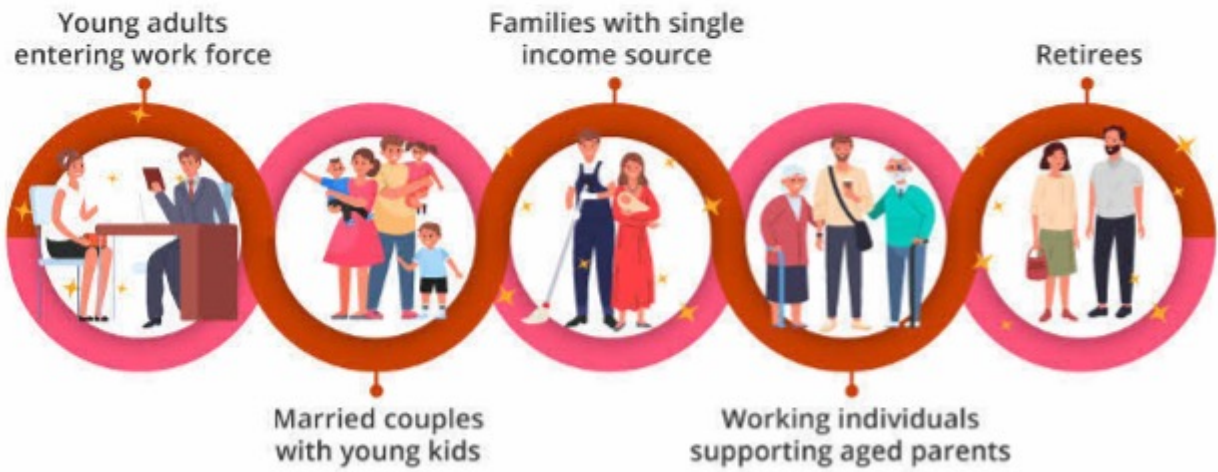 Young adults
entering work force
Married couples
with young kids
Families with single
income source
Working individuals
supporting aged parents
Retirees